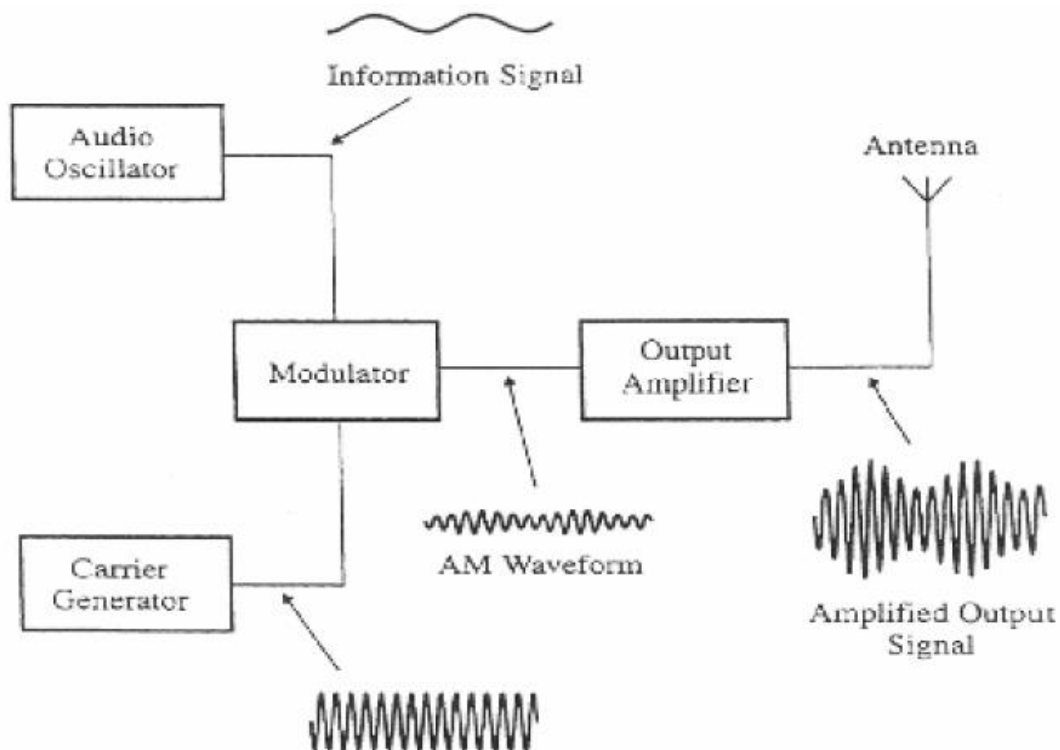 Information Signal
Audio
Oscillator
Antenna
Modulator
Output
Amplifier
AM Waveform
Carrier
Generator
Amplified Output
Signal